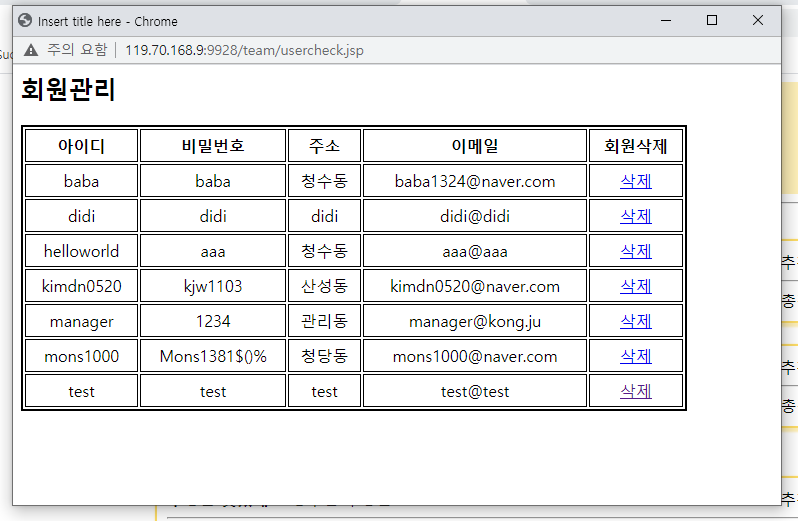 Insert title here - Chrome
주의 요함 119.70.168.9:9928/team/usercheck.jsp
회원관리
아이디 비밀번호 주소 이메일 회원삭제
baba baba 청수동 baba1324@naver.com 삭제
didi didi didi didi@didi 삭제
helloworld aaa 청수동 aaa@aaa 삭제
kimdn0520 kjw1103 산성동 kimdn0520@naver.com 삭제
manager 1234 관리동 manager@kong.ju 삭제
mons1000 Mons1381$()% 청당동 mons1000@naver.com 삭제
test test test test@test 삭제